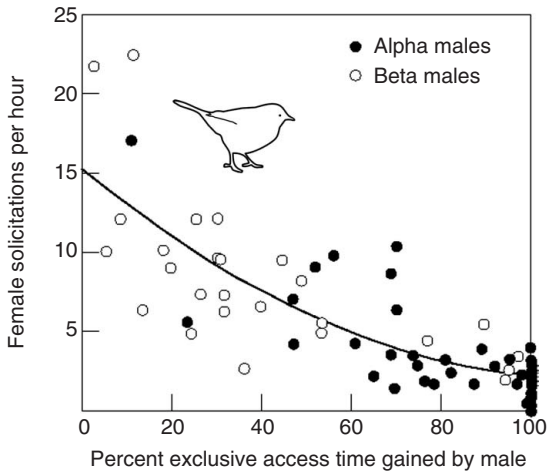 25
20
15
10
5
0 20 40 60 80 100
Female solicitations per hour
Percent exclusive access time gained by male
Alpha males
Beta males